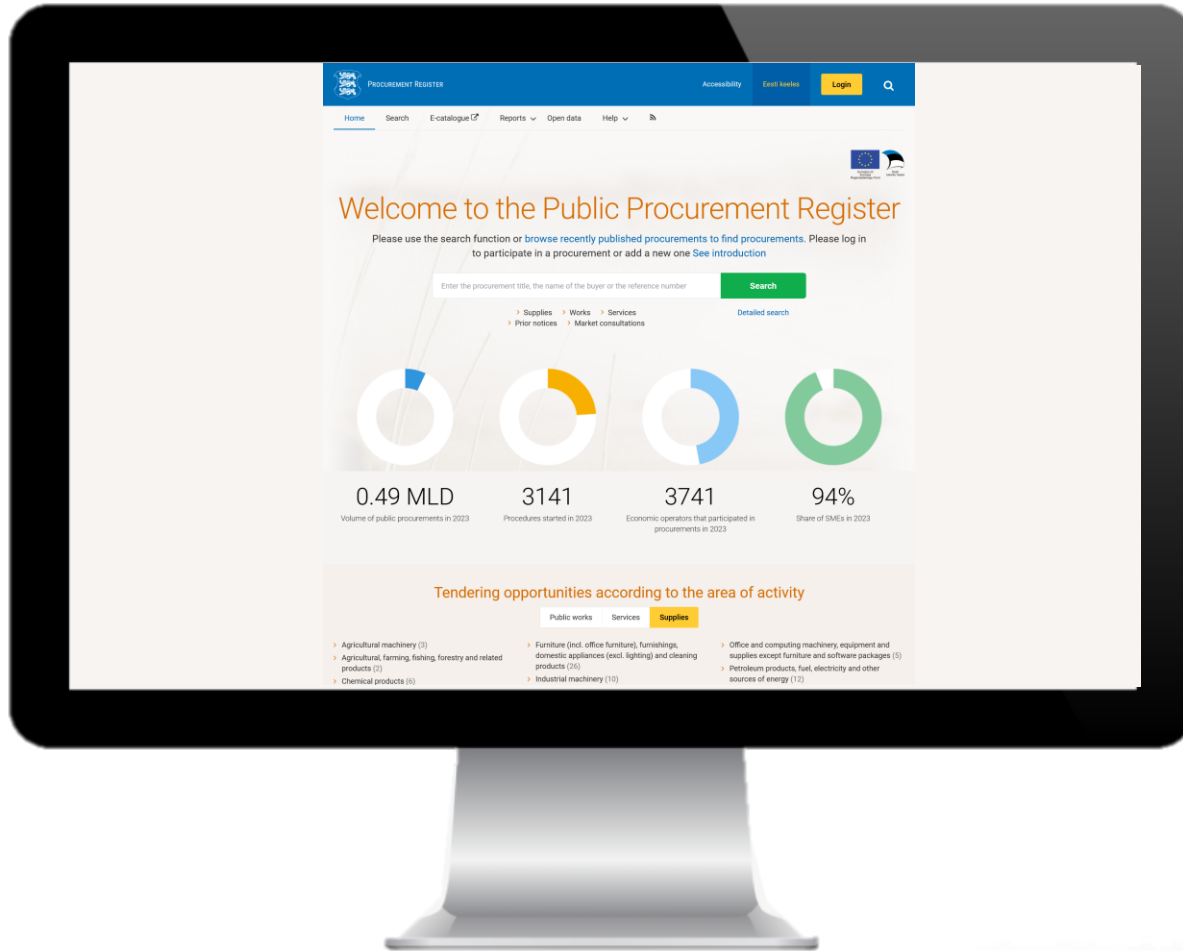 PROCUREMENT REGISTER
Accessibility
Eesti keeles
Login
Home
Search
E-catalogue
Reports
Open data
Help
Welcome to the Public Procurement Register
Please use the search function or browse recently published procurements to find procurements. Please log in
to participate in a procurement or add a new one See introduction
Enter the procurement title, the name of the buyer or the reference number
Search
Supplies
Works
Services
Detailed search
Prior notices
Market consultations
0.49 MLD
Volume of public procurements in 2023
3141
Procedures started in 2023
3741
Economic operators that participated in
procurements in 2023
94%
Share of SMEs in 2023
Tendering opportunities according to the area of activity
Public works
Services
Supplies
Agricultural machinery (3)
Agricultural, farming, fishing, forestry and related
products (2)
Chemical products (6)
Furniture (incl. office furniture), furnishings,
domestic appliances (excl. lighting) and cleaning
products (26)
Industrial machinery (10)
Office and computing machinery, equipment and
supplies except furniture and software packages (5)
Petroleum products, fuel, electricity and other
sources of energy (12)